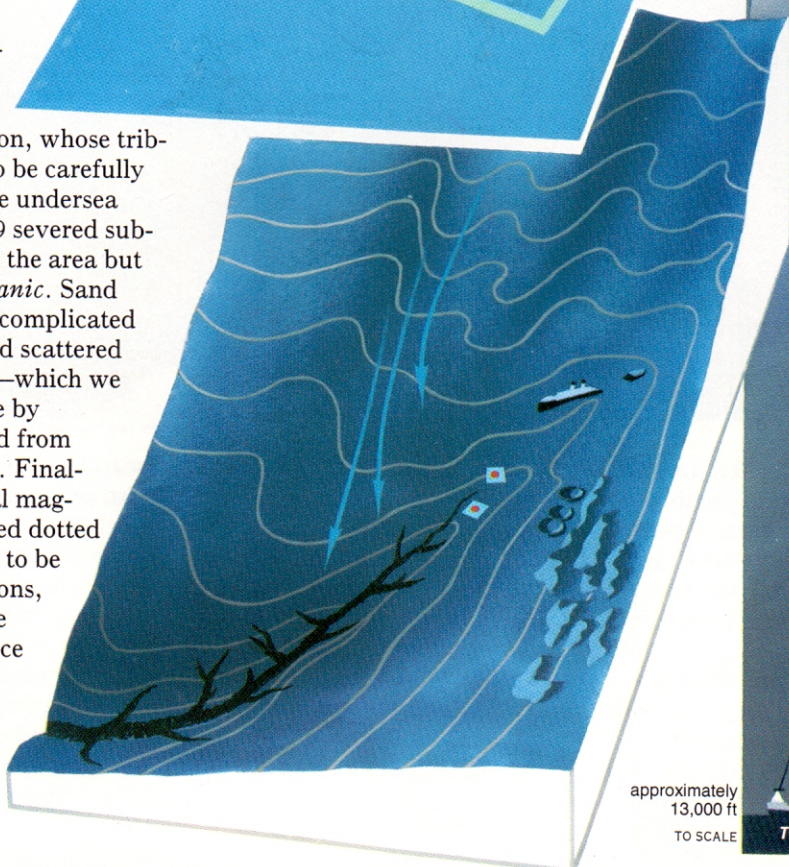 on, whose trib-
o be carefully
e undersea
9 severed sub-
the area but
anic. Sand
complicated
d scattered
—which we
e by
d from
. Final-
l mag-
ed dotted
to be
ons,
e
ce
approximately
13,000 ft
TO SCALE
T